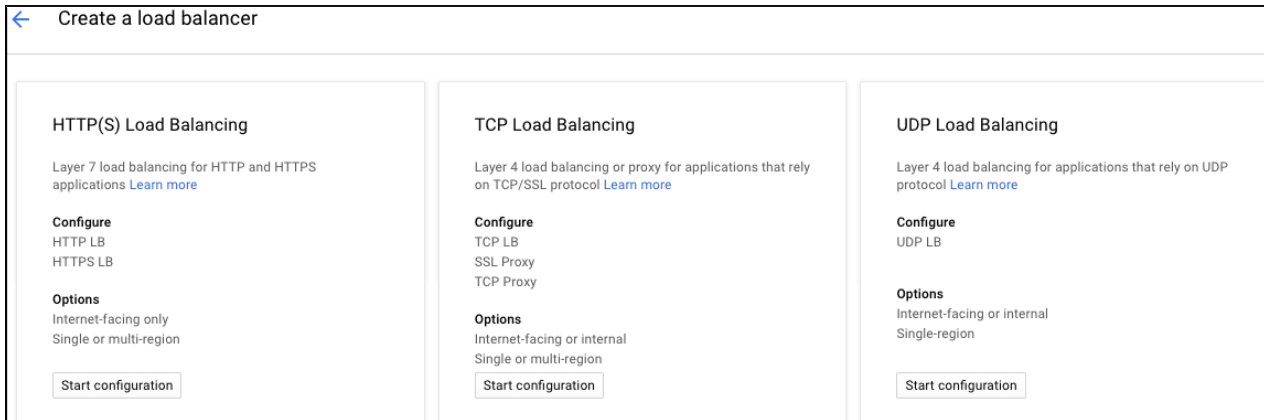 Create a load balancer
HTTP(S) Load Balancing
Layer 7 load balancing for HTTP and HTTPS
applications Learn more
Configure
HTTP LB
HTTPS LB
Options
Internet-facing only
Single or multi-region
Start configuration
TCP Load Balancing
Layer 4 load balancing or proxy for applications that rely
on TCP/SSL protocol Learn more
Configure
TCP LB
SSL Proxy
TCP Proxy
Options
Internet-facing or internal
Single or multi-region
Start configuration
UDP Load Balancing
Layer 4 load balancing for applications that rely on UDP
protocol Learn more
Configure
UDP LB
Options
Internet-facing or internal
Single-region
Start configuration